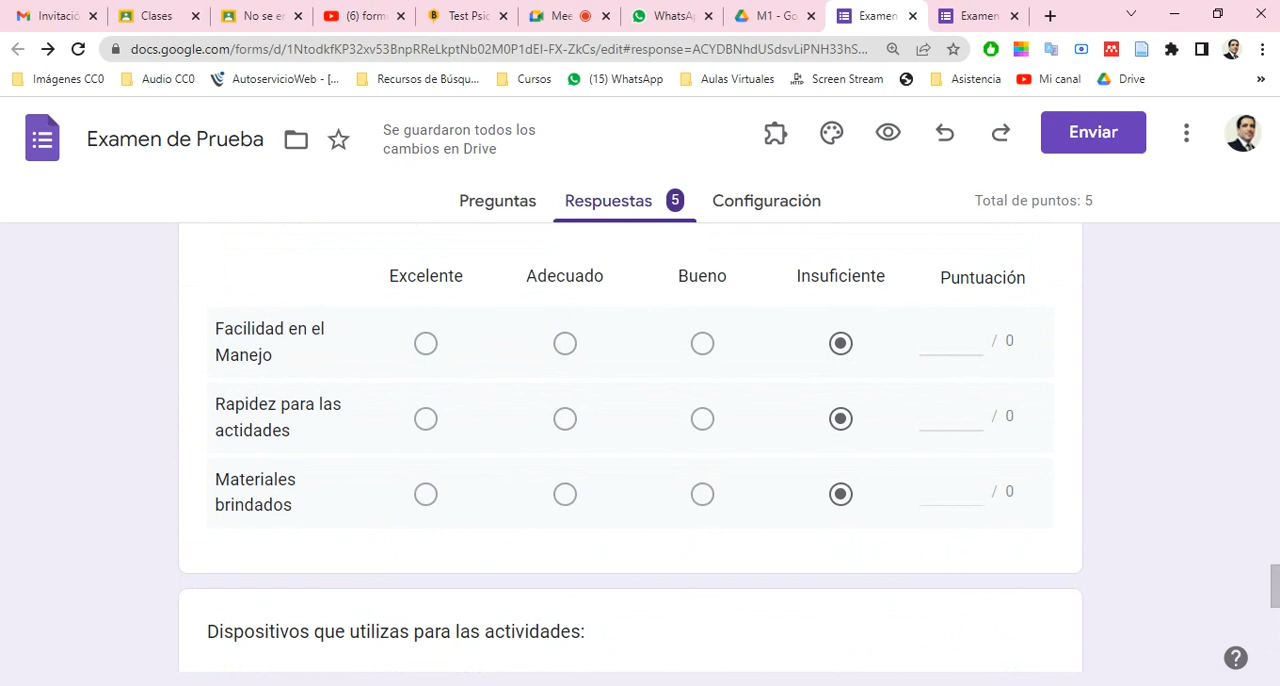 Invitació
Clases
No se er
(6) form
Test Psic
Mee
WhatsA
M1 - Go
Examen
Examen
docs.google.com/forms/d/1NtodkfKP32xv53BnpRReLkptNb02M0P1dEI-FX-ZkCs/edit#response=ACYDBNhdUSdsvLiPNH33hS...
Imágenes CC0
Audio CC0
AutoservicioWeb - [...
Recursos de Búsqu...
Cursos
(15) WhatsApp
Aulas Virtuales
HTTP
Screen Stream
Asistencia
Mi canal
Drive
»
Examen de Prueba
Se guardaron todos los
cambios en Drive
Enviar
Preguntas
Respuestas 5
Configuración
Total de puntos: 5
Excelente
Adecuado
Bueno
Insuficiente
Puntuación
Facilidad en el
Manejo
/ 0
Rapidez para las
actidades
/ 0
Materiales
brindados
/ 0
Dispositivos que utilizas para las actividades: